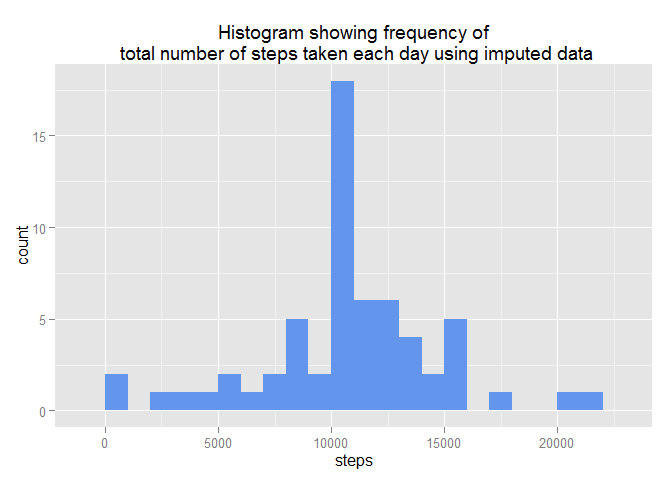 Histogram showing frequency of
total number of steps taken each day using imputed data
15
10
5
0
count
0 5000 10000 15000 20000
steps